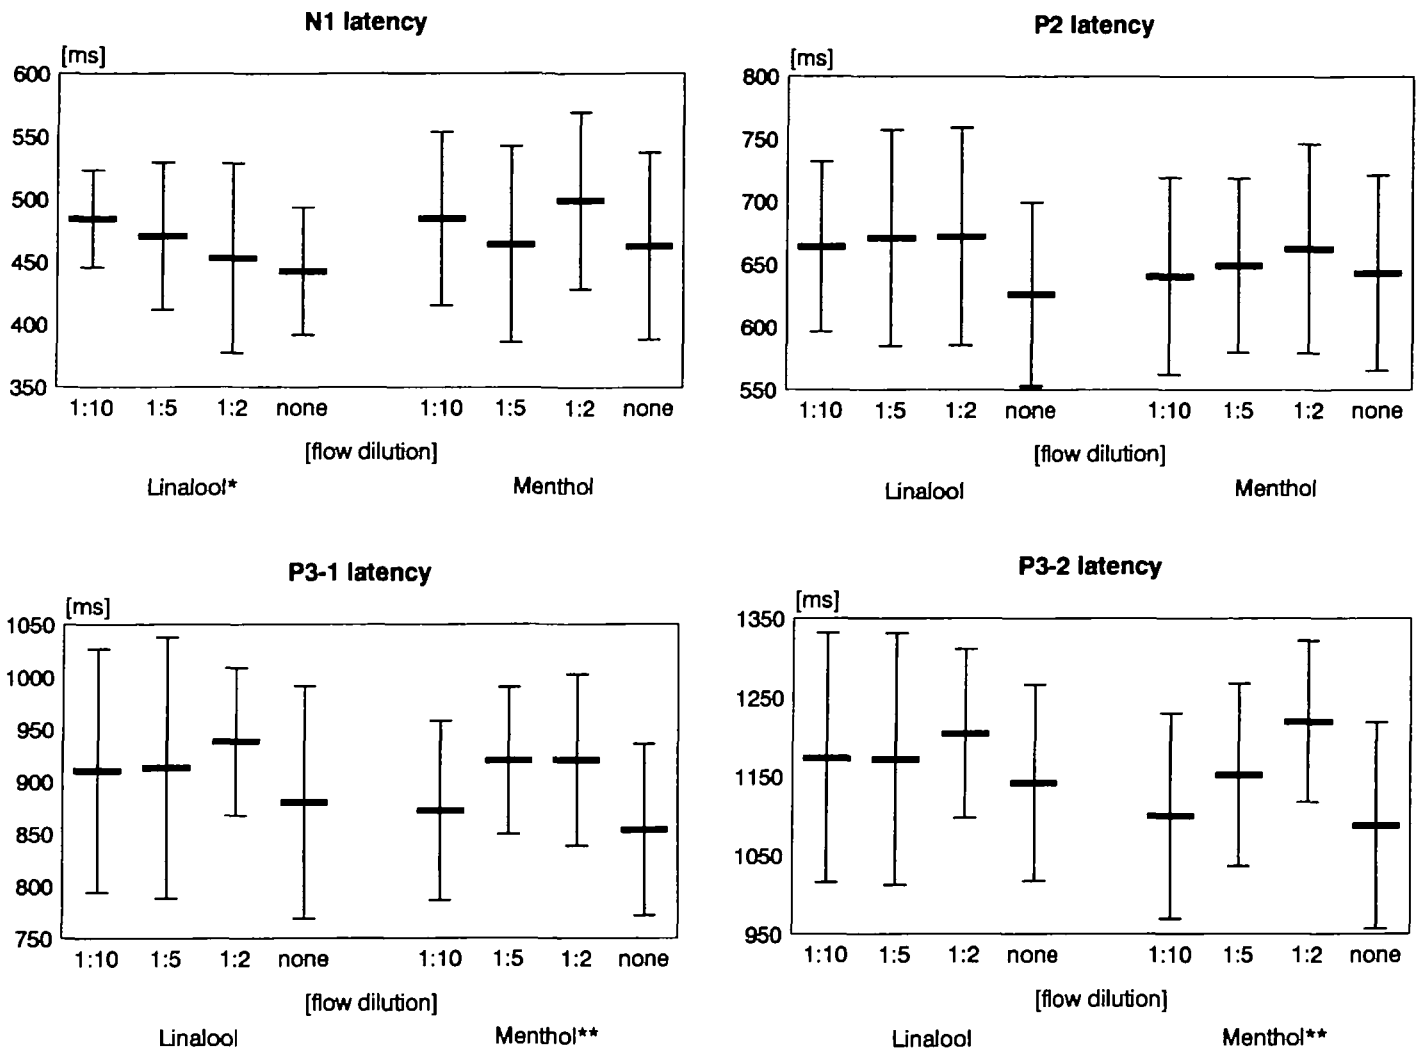 N1 latency
[ms]
600
550
500
450
400
350
1:10 1:5 1:2 none 1:10 1:5 1:2 none
[flow dilution]
Linalool* Menthol
P2 latency
[ms]
800
750
700
650
600
550
1:10 1:5 1:2 none 1:10 1:5 1:2 none
[flow dilution]
Linalool Menthol
P3-1 latency
[ms]
1050
1000
950
900
850
800
750
1:10 1:5 1:2 none 1:10 1:5 1:2 none
[flow dilution]
Linalool Menthol**
P3-2 latency
[ms]
1350
1250
1150
1050
950
1:10 1:5 1:2 none 1:10 1:5 1:2 none
[flow dilution]
Linalool Menthol**